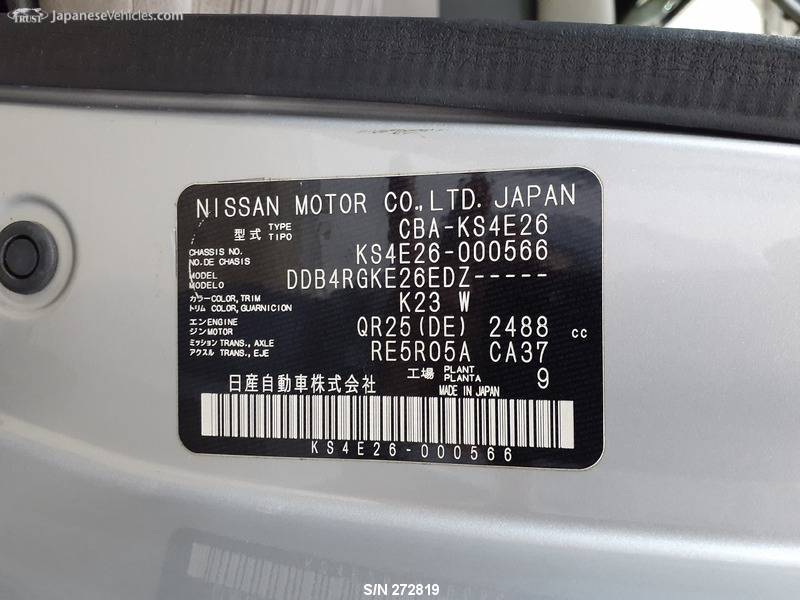 TRUST JapaneseVehicles.com
NISSAN MOTOR CO.,LTD. JAPAN
型式 TYPE TIPO CBA-KS4E26
CHASSIS NO. NO.DE CHASIS KS4E26-000566
MODEL MODELO DDB4RGKE26EDZ-----
カラー COLOR,TRIM トリム COLOR,GUARNICION K23 W
エンジン ENGINE MOTOR QR25(DE) 2488 cc
ミッション TRANS., AXLE アクスル TRANS., EJE RE5R05A CA37
工場 PLANT PLANTA 9
日産自動車株式会社 MADE IN JAPAN
KS4E26-000566
S/N 272819